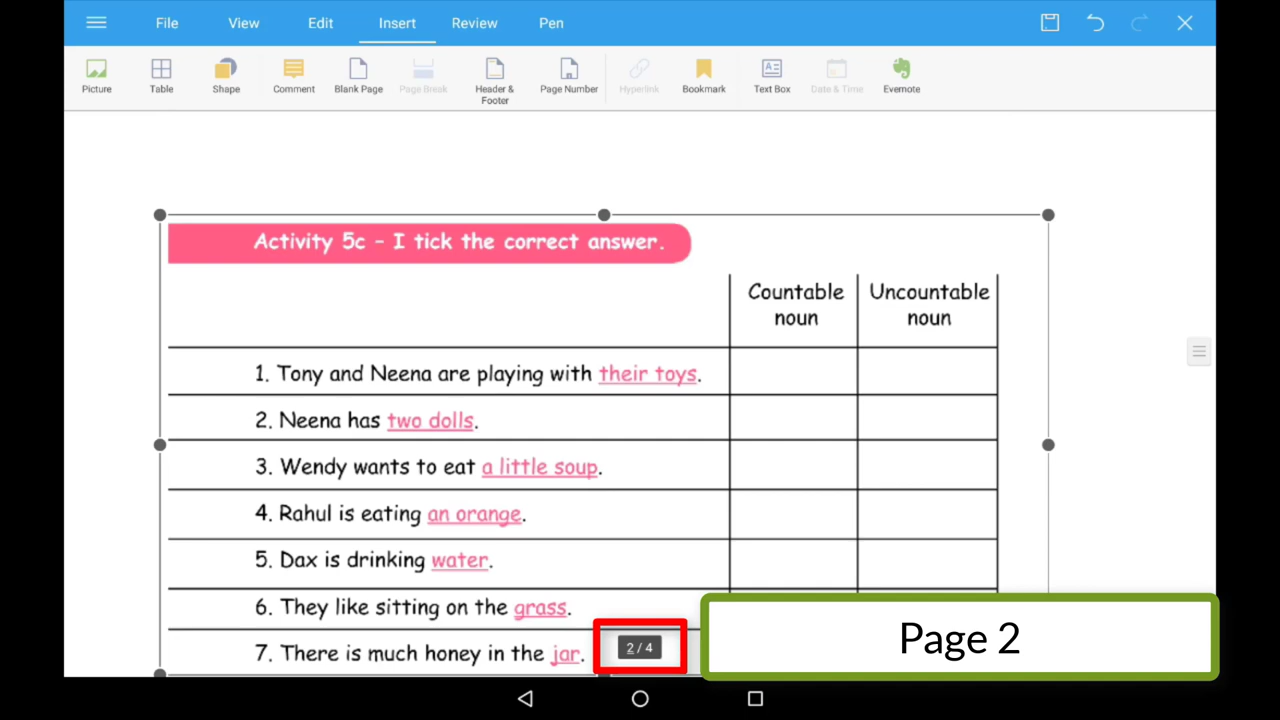 File View Edit Insert Review Pen
Picture Table Shape Comment Blank Page Page Break Header & Footer Page Number Hyperlink Bookmark Text Box Date & Time Evernote
Activity 5c - I tick the correct answer.
Countable noun Uncountable noun
1. Tony and Neena are playing with their toys.
2. Neena has two dolls.
3. Wendy wants to eat a little soup.
4. Rahul is eating an orange.
5. Dax is drinking water.
6. They like sitting on the grass.
7. There is much honey in the jar.
2 / 4
Page 2